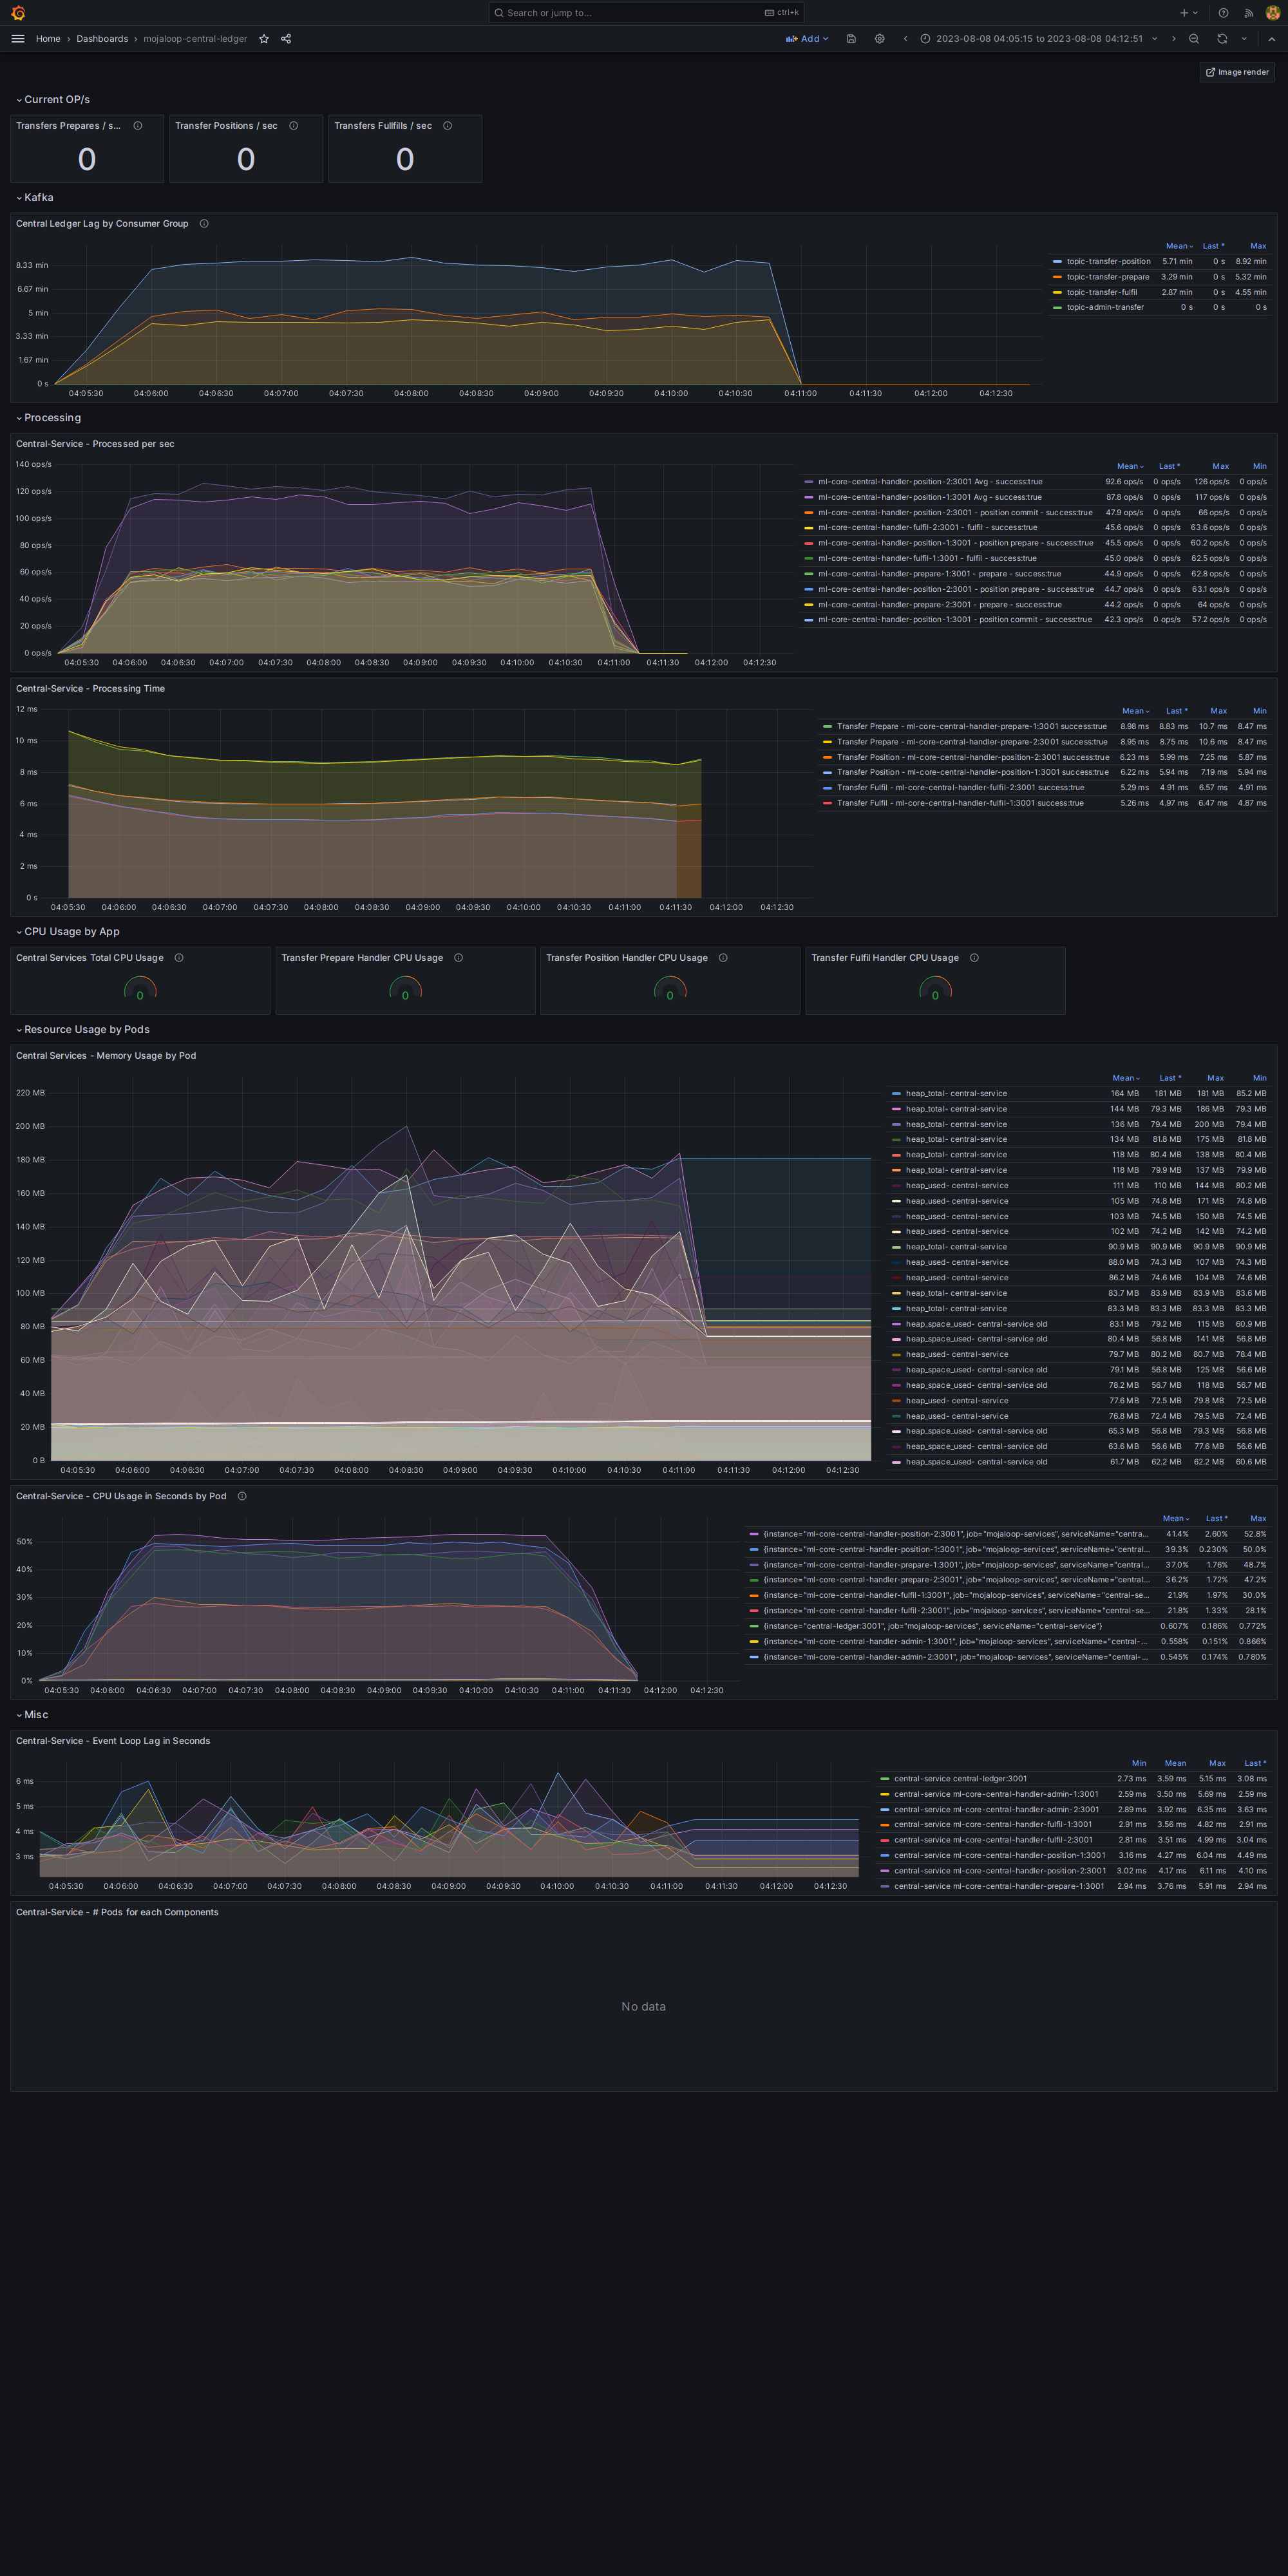 Search or jump to...
ctrl+k
Home › Dashboards › mojaloop-central-ledger
Add
2023-08-08 04:05:15 to 2023-08-08 04:12:51
Image render
Current OP/s
Transfers Prepares / s... Transfer Positions / sec Transfers Fullfills / sec
0 0 0
Kafka
Central Ledger Lag by Consumer Group
8.33 min
6.67 min
5 min
3.33 min
1.67 min
0 s
04:05:30 04:06:00 04:06:30 04:07:00 04:07:30 04:08:00 04:08:30 04:09:00 04:09:30 04:10:00 04:10:30 04:11:00 04:11:30 04:12:00 04:12:30
Mean Last * Max
topic-transfer-position 5.71 min 0 s 8.92 min
topic-transfer-prepare 3.29 min 0 s 5.32 min
topic-transfer-fulfil 2.87 min 0 s 4.55 min
topic-admin-transfer 0 s 0 s 0 s
Processing
Central-Service - Processed per sec
140 ops/s
120 ops/s
100 ops/s
80 ops/s
60 ops/s
40 ops/s
20 ops/s
0 ops/s
04:05:30 04:06:00 04:06:30 04:07:00 04:07:30 04:08:00 04:08:30 04:09:00 04:09:30 04:10:00 04:10:30 04:11:00 04:11:30 04:12:00 04:12:30
Mean Last * Max Min
ml-core-central-handler-position-2:3001 Avg - success:true 92.6 ops/s 0 ops/s 126 ops/s 0 ops/s
ml-core-central-handler-position-1:3001 Avg - success:true 87.8 ops/s 0 ops/s 117 ops/s 0 ops/s
ml-core-central-handler-position-2:3001 - position commit - success:true 47.9 ops/s 0 ops/s 66 ops/s 0 ops/s
ml-core-central-handler-fulfil-2:3001 - fulfil - success:true 45.6 ops/s 0 ops/s 63.6 ops/s 0 ops/s
ml-core-central-handler-position-1:3001 - position prepare - success:true 45.5 ops/s 0 ops/s 60.2 ops/s 0 ops/s
ml-core-central-handler-fulfil-1:3001 - fulfil - success:true 45.0 ops/s 0 ops/s 62.5 ops/s 0 ops/s
ml-core-central-handler-prepare-1:3001 - prepare - success:true 44.9 ops/s 0 ops/s 62.8 ops/s 0 ops/s
ml-core-central-handler-position-2:3001 - position prepare - success:true 44.7 ops/s 0 ops/s 63.1 ops/s 0 ops/s
ml-core-central-handler-prepare-2:3001 - prepare - success:true 44.2 ops/s 0 ops/s 64 ops/s 0 ops/s
ml-core-central-handler-position-1:3001 - position commit - success:true 42.3 ops/s 0 ops/s 57.2 ops/s 0 ops/s
Central-Service - Processing Time
12 ms
10 ms
8 ms
6 ms
4 ms
2 ms
0 s
04:05:30 04:06:00 04:06:30 04:07:00 04:07:30 04:08:00 04:08:30 04:09:00 04:09:30 04:10:00 04:10:30 04:11:00 04:11:30 04:12:00 04:12:30
Mean Last * Max Min
Transfer Prepare - ml-core-central-handler-prepare-1:3001 success:true 8.98 ms 8.83 ms 10.7 ms 8.47 ms
Transfer Prepare - ml-core-central-handler-prepare-2:3001 success:true 8.95 ms 8.75 ms 10.6 ms 8.47 ms
Transfer Position - ml-core-central-handler-position-2:3001 success:true 6.23 ms 5.99 ms 7.25 ms 5.87 ms
Transfer Position - ml-core-central-handler-position-1:3001 success:true 6.22 ms 5.94 ms 7.19 ms 5.94 ms
Transfer Fulfil - ml-core-central-handler-fulfil-2:3001 success:true 5.29 ms 4.91 ms 6.57 ms 4.91 ms
Transfer Fulfil - ml-core-central-handler-fulfil-1:3001 success:true 5.26 ms 4.97 ms 6.47 ms 4.87 ms
CPU Usage by App
Central Services Total CPU Usage Transfer Prepare Handler CPU Usage Transfer Position Handler CPU Usage Transfer Fulfil Handler CPU Usage
0 0 0 0
Resource Usage by Pods
Central Services - Memory Usage by Pod
220 MB
200 MB
180 MB
160 MB
140 MB
120 MB
100 MB
80 MB
60 MB
40 MB
20 MB
0 B
04:05:30 04:06:00 04:06:30 04:07:00 04:07:30 04:08:00 04:08:30 04:09:00 04:09:30 04:10:00 04:10:30 04:11:00 04:11:30 04:12:00 04:12:30
Mean Last * Max Min
heap_total- central-service 164 MB 181 MB 181 MB 85.2 MB
heap_total- central-service 144 MB 79.3 MB 186 MB 79.3 MB
heap_total- central-service 136 MB 79.4 MB 200 MB 79.4 MB
heap_total- central-service 134 MB 81.8 MB 175 MB 81.8 MB
heap_total- central-service 118 MB 80.4 MB 138 MB 80.4 MB
heap_total- central-service 118 MB 79.9 MB 137 MB 79.9 MB
heap_used- central-service 111 MB 110 MB 144 MB 80.2 MB
heap_used- central-service 105 MB 74.8 MB 171 MB 74.8 MB
heap_used- central-service 103 MB 74.5 MB 150 MB 74.5 MB
heap_used- central-service 102 MB 74.2 MB 142 MB 74.2 MB
heap_total- central-service 90.9 MB 90.9 MB 90.9 MB 90.9 MB
heap_used- central-service 88.0 MB 74.3 MB 107 MB 74.3 MB
heap_used- central-service 86.2 MB 74.6 MB 104 MB 74.6 MB
heap_total- central-service 83.7 MB 83.9 MB 83.9 MB 83.6 MB
heap_total- central-service 83.3 MB 83.3 MB 83.3 MB 83.3 MB
heap_space_used- central-service old 83.1 MB 79.2 MB 115 MB 60.9 MB
heap_space_used- central-service old 80.4 MB 56.8 MB 141 MB 56.8 MB
heap_used- central-service 79.7 MB 80.2 MB 80.7 MB 78.4 MB
heap_space_used- central-service old 79.1 MB 56.8 MB 125 MB 56.6 MB
heap_space_used- central-service old 78.2 MB 56.7 MB 118 MB 56.7 MB
heap_used- central-service 77.6 MB 72.5 MB 79.8 MB 72.5 MB
heap_used- central-service 76.8 MB 72.4 MB 79.5 MB 72.4 MB
heap_space_used- central-service old 65.3 MB 56.8 MB 79.3 MB 56.8 MB
heap_space_used- central-service old 63.6 MB 56.6 MB 77.6 MB 56.6 MB
heap_space_used- central-service old 61.7 MB 62.2 MB 62.2 MB 60.6 MB
Central-Service - CPU Usage in Seconds by Pod
50%
40%
30%
20%
10%
0%
04:05:30 04:06:00 04:06:30 04:07:00 04:07:30 04:08:00 04:08:30 04:09:00 04:09:30 04:10:00 04:10:30 04:11:00 04:11:30 04:12:00 04:12:30
Mean Last * Max
{instance="ml-core-central-handler-position-2:3001", job="mojaloop-services", serviceName="centra... 41.4% 2.60% 52.8%
{instance="ml-core-central-handler-position-1:3001", job="mojaloop-services", serviceName="central... 39.3% 0.230% 50.0%
{instance="ml-core-central-handler-prepare-1:3001", job="mojaloop-services", serviceName="central... 37.0% 1.76% 48.7%
{instance="ml-core-central-handler-prepare-2:3001", job="mojaloop-services", serviceName="central... 36.2% 1.72% 47.2%
{instance="ml-core-central-handler-fulfil-1:3001", job="mojaloop-services", serviceName="central-se... 21.9% 1.97% 30.0%
{instance="ml-core-central-handler-fulfil-2:3001", job="mojaloop-services", serviceName="central-se... 21.8% 1.33% 28.1%
{instance="central-ledger:3001", job="mojaloop-services", serviceName="central-service"} 0.607% 0.186% 0.772%
{instance="ml-core-central-handler-admin-1:3001", job="mojaloop-services", serviceName="central-... 0.558% 0.151% 0.866%
{instance="ml-core-central-handler-admin-2:3001", job="mojaloop-services", serviceName="central-... 0.545% 0.174% 0.780%
Misc
Central-Service - Event Loop Lag in Seconds
6 ms
5 ms
4 ms
3 ms
04:05:30 04:06:00 04:06:30 04:07:00 04:07:30 04:08:00 04:08:30 04:09:00 04:09:30 04:10:00 04:10:30 04:11:00 04:11:30 04:12:00 04:12:30
Min Mean Max Last *
central-service central-ledger:3001 2.73 ms 3.59 ms 5.15 ms 3.08 ms
central-service ml-core-central-handler-admin-1:3001 2.59 ms 3.50 ms 5.69 ms 2.59 ms
central-service ml-core-central-handler-admin-2:3001 2.89 ms 3.92 ms 6.35 ms 3.63 ms
central-service ml-core-central-handler-fulfil-1:3001 2.91 ms 3.56 ms 4.82 ms 2.91 ms
central-service ml-core-central-handler-fulfil-2:3001 2.81 ms 3.51 ms 4.99 ms 3.04 ms
central-service ml-core-central-handler-position-1:3001 3.16 ms 4.27 ms 6.04 ms 4.49 ms
central-service ml-core-central-handler-position-2:3001 3.02 ms 4.17 ms 6.11 ms 4.10 ms
central-service ml-core-central-handler-prepare-1:3001 2.94 ms 3.76 ms 5.91 ms 2.94 ms
Central-Service - # Pods for each Components
No data